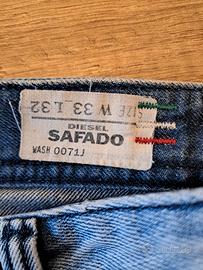 SIZE W 33 L 32
DIESEL
SAFADO
WASH 0071J